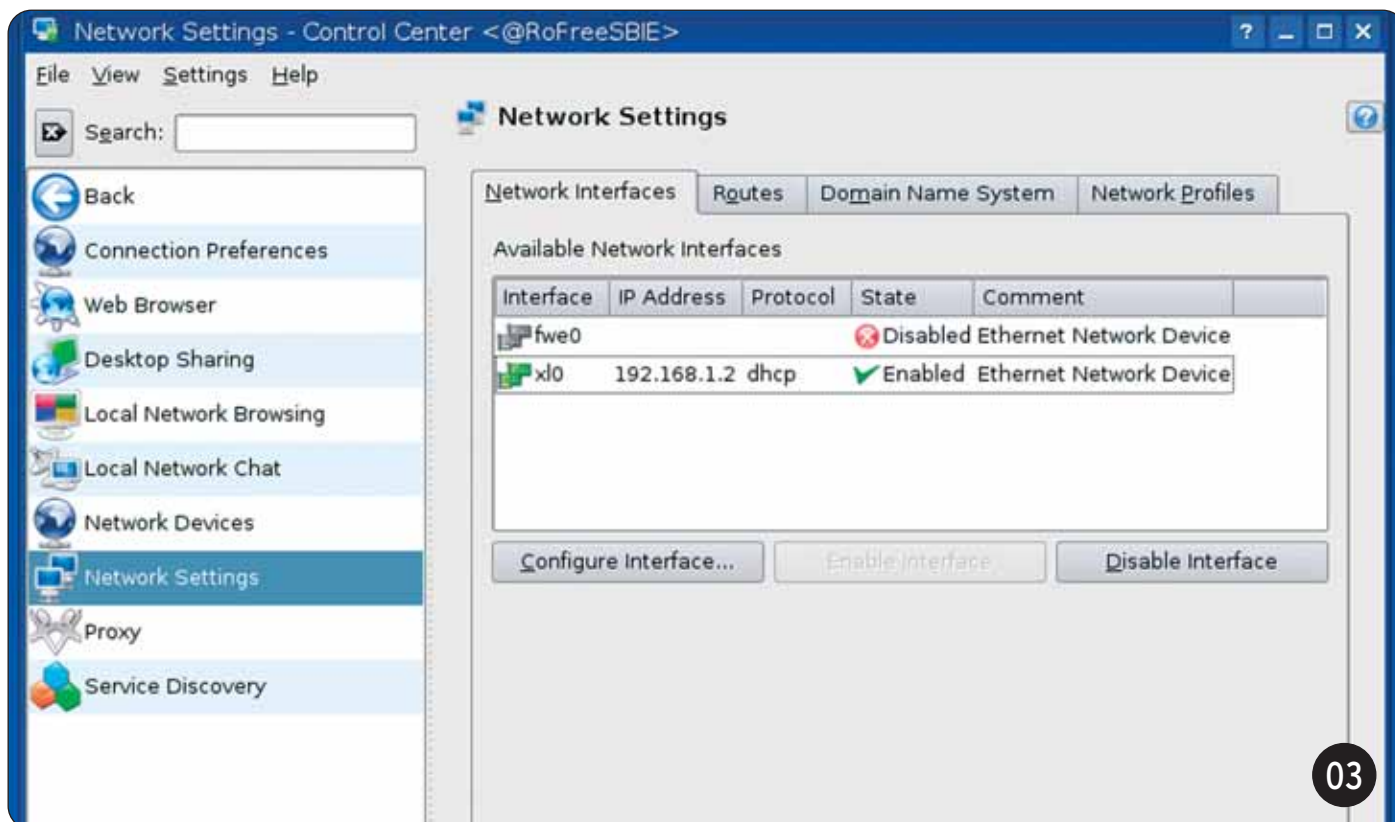 Network Settings - Control Center <@RoFreeSBIE>
File View Settings Help
Search:
Back
Connection Preferences
Web Browser
Desktop Sharing
Local Network Browsing
Local Network Chat
Network Devices
Network Settings
Proxy
Service Discovery
Network Settings
Network Interfaces Routes Domain Name System Network Profiles
Available Network Interfaces
Interface IP Address Protocol State Comment
fwe0 Disabled Ethernet Network Device
xl0 192.168.1.2 dhcp Enabled Ethernet Network Device
Configure Interface... Enable Interface Disable Interface
03